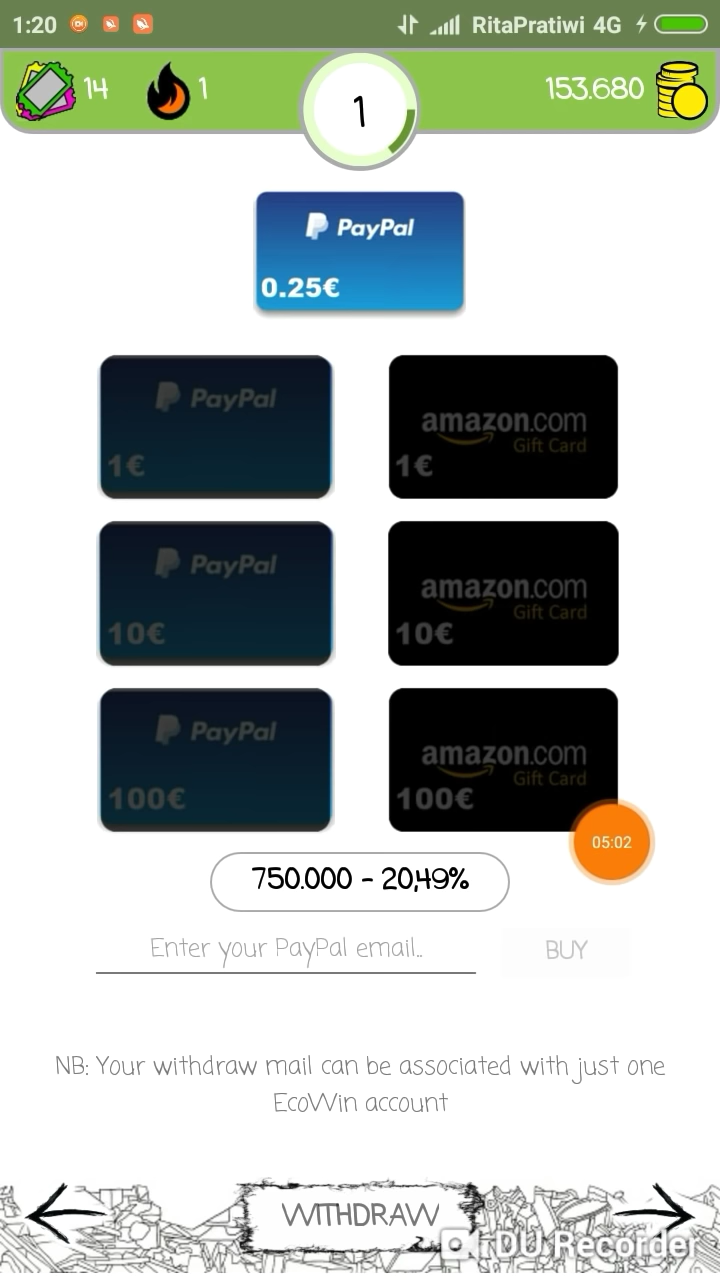 1:20 RitaPratiwi 4G
14 1 1 153.680
PayPal
0.25€
PayPal
1€
amazon.com
Gift Card
1€
PayPal
10€
amazon.com
Gift Card
10€
PayPal
100€
amazon.com
Gift Card
100€
05:02
750.000 - 20,49%
Enter your PayPal email.. BUY
NB: Your withdraw mail can be associated with just one
EcoWin account
WITHDRAW
DU Recorder